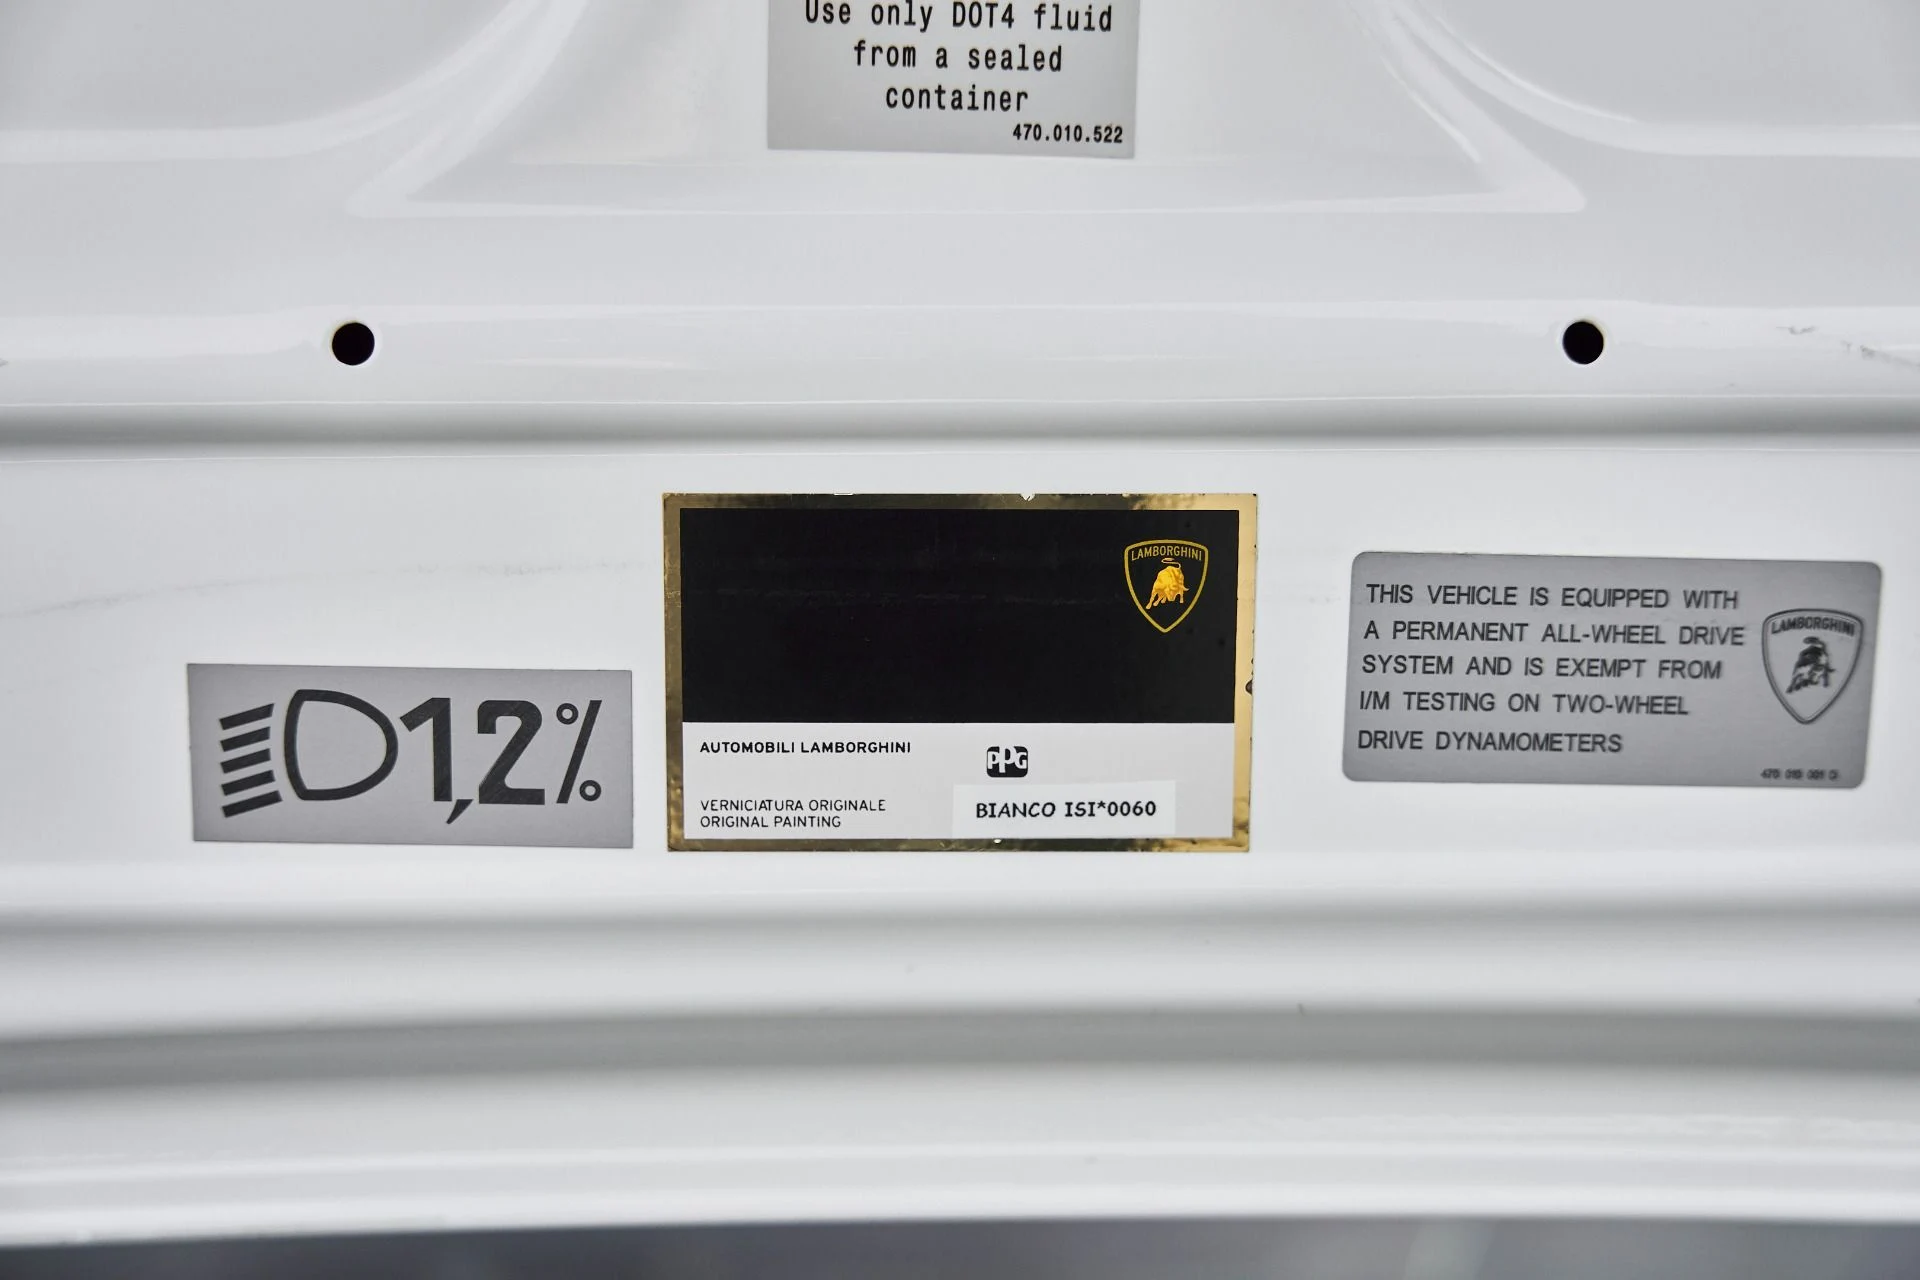 Use only DOT4 fluid
from a sealed
container
470.010.522
1,2%
LAMBORGHINI
AUTOMOBILI LAMBORGHINI
PPG
VERNICIATURA ORIGINALE
ORIGINAL PAINTING
BIANCO ISI*0060
THIS VEHICLE IS EQUIPPED WITH
A PERMANENT ALL-WHEEL DRIVE
SYSTEM AND IS EXEMPT FROM
I/M TESTING ON TWO-WHEEL
DRIVE DYNAMOMETERS
LAMBORGHINI